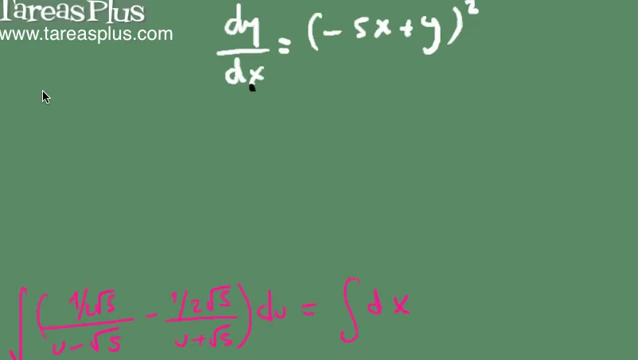 TareasPlus
www.tareasplus.com
dy/dx = (-5x+y)²
∫ ( 1/2√5 / u-√5 - 1/2√5 / u+√5 ) du = ∫ dx